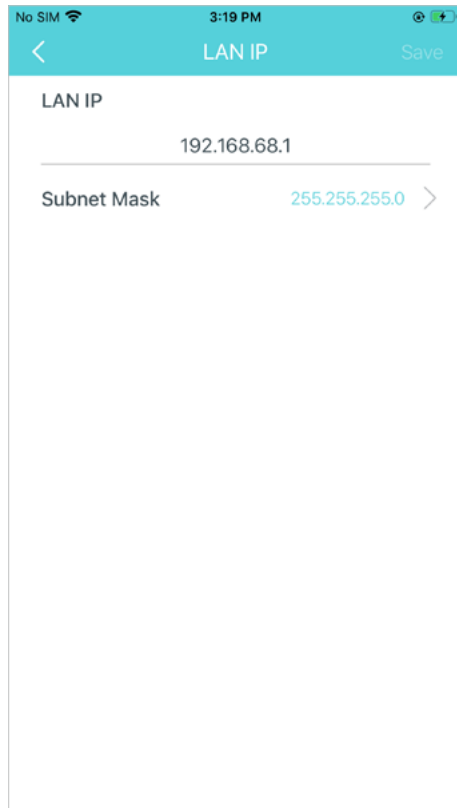 No SIM 3:19 PM
LAN IP Save
LAN IP
192.168.68.1
Subnet Mask 255.255.255.0